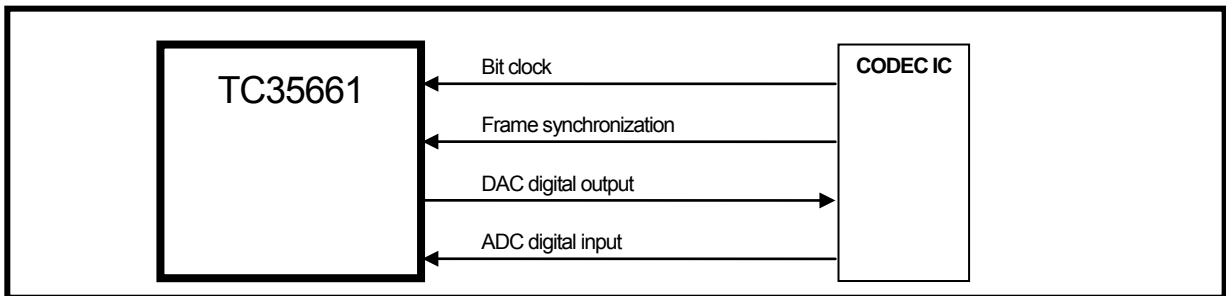 TC35661
Bit clock
CODEC IC
Frame synchronization
DAC digital output
ADC digital input